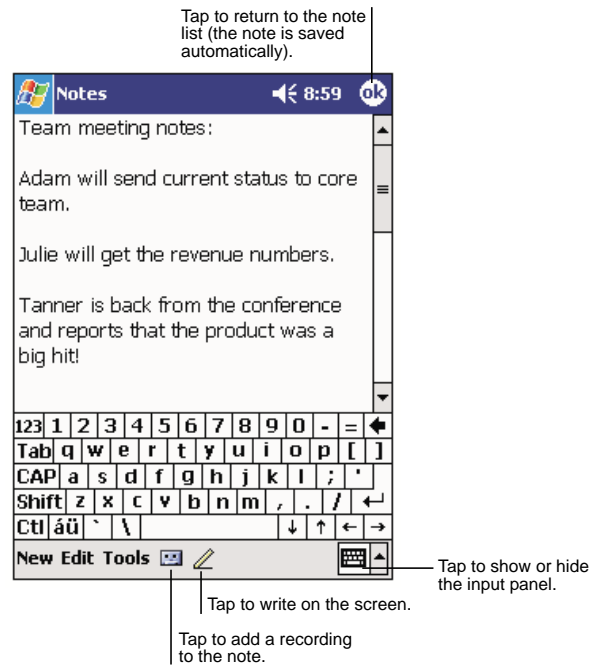 Tap to return to the note
list (the note is saved
automatically).
Notes 8:59 ok
Team meeting notes:
Adam will send current status to core
team.
Julie will get the revenue numbers.
Tanner is back from the conference
and reports that the product was a
big hit!
123 1 2 3 4 5 6 7 8 9 0 - =
Tab q w e r t y u i o p [ ]
CAP a s d f g h j k l ; '
Shift z x c v b n m , . /
Ctl áü ` \ ↓ ↑ ← →
New Edit Tools
Tap to show or hide
the input panel.
Tap to write on the screen.
Tap to add a recording
to the note.